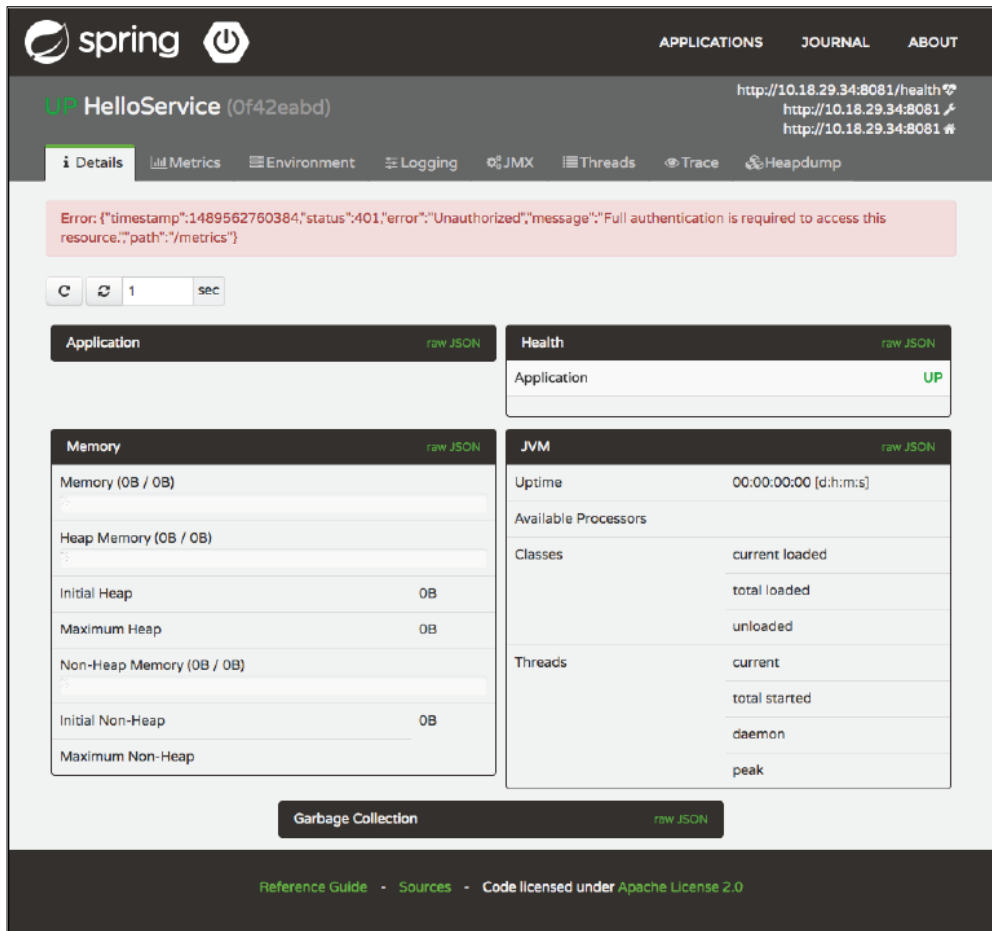 spring
APPLICATIONS JOURNAL ABOUT
UP HelloService (0f42eabd)
http://10.18.29.34:8081/health
http://10.18.29.34:8081
http://10.18.29.34:8081
Details Metrics Environment Logging JMX Threads Trace Heapdump
Error: {"timestamp":1489562760384,"status":401,"error":"Unauthorized","message":"Full authentication is required to access this
resource.","path":"/metrics"}
1 sec
Application raw JSON
Health raw JSON
Application UP
Memory raw JSON
Memory (0B / 0B)
Heap Memory (0B / 0B)
Initial Heap 0B
Maximum Heap 0B
Non-Heap Memory (0B / 0B)
Initial Non-Heap 0B
Maximum Non-Heap
JVM raw JSON
Uptime 00:00:00:00 [d:h:m:s]
Available Processors
Classes current loaded
total loaded
unloaded
Threads current
total started
daemon
peak
Garbage Collection raw JSON
Reference Guide - Sources - Code licensed under Apache License 2.0